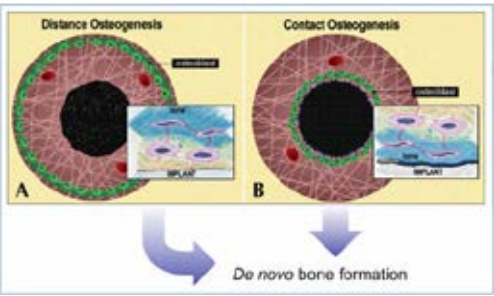 Distance Osteogenesis
Contact Osteogenesis
osteoblast
osteoblast
bone
IMPLANT
A
bone
IMPLANT
B
De novo bone formation